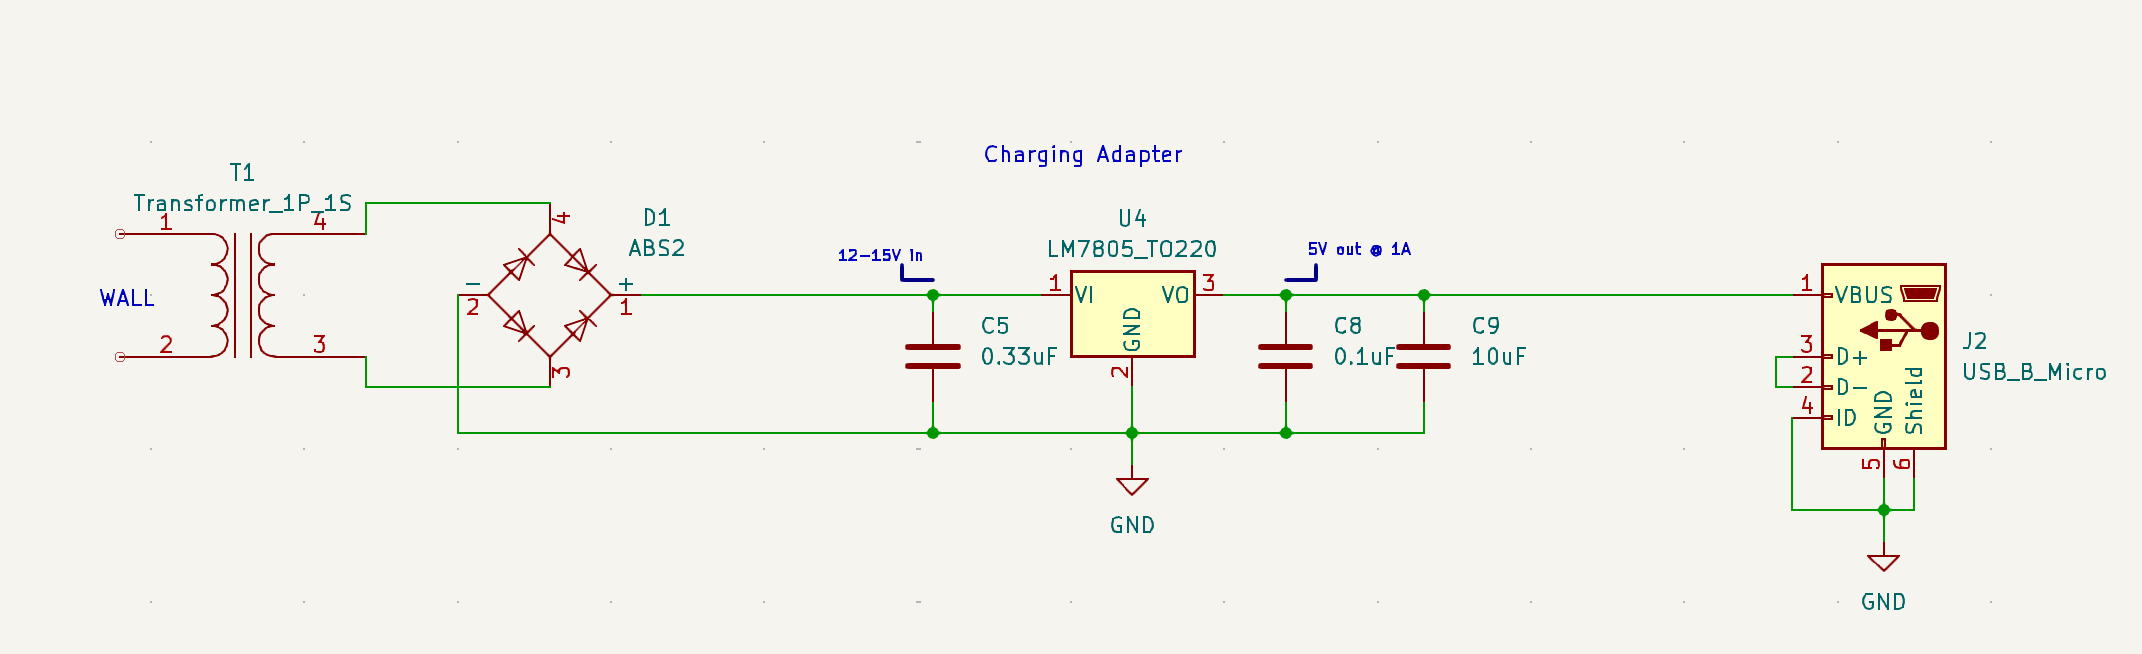 Charging Adapter
T1
Transformer_1P_1S
1
4
WALL
2
3
4
D1
ABS2
−
2
+
1
3
12-15V in
U4
LM7805_TO220
1
VI
VO
3
GND
2
5V out @ 1A
C5
0.33uF
C8
0.1uF
C9
10uF
GND
1
VBUS
3
D+
2
D−
4
ID
GND
Shield
5
6
J2
USB_B_Micro
GND